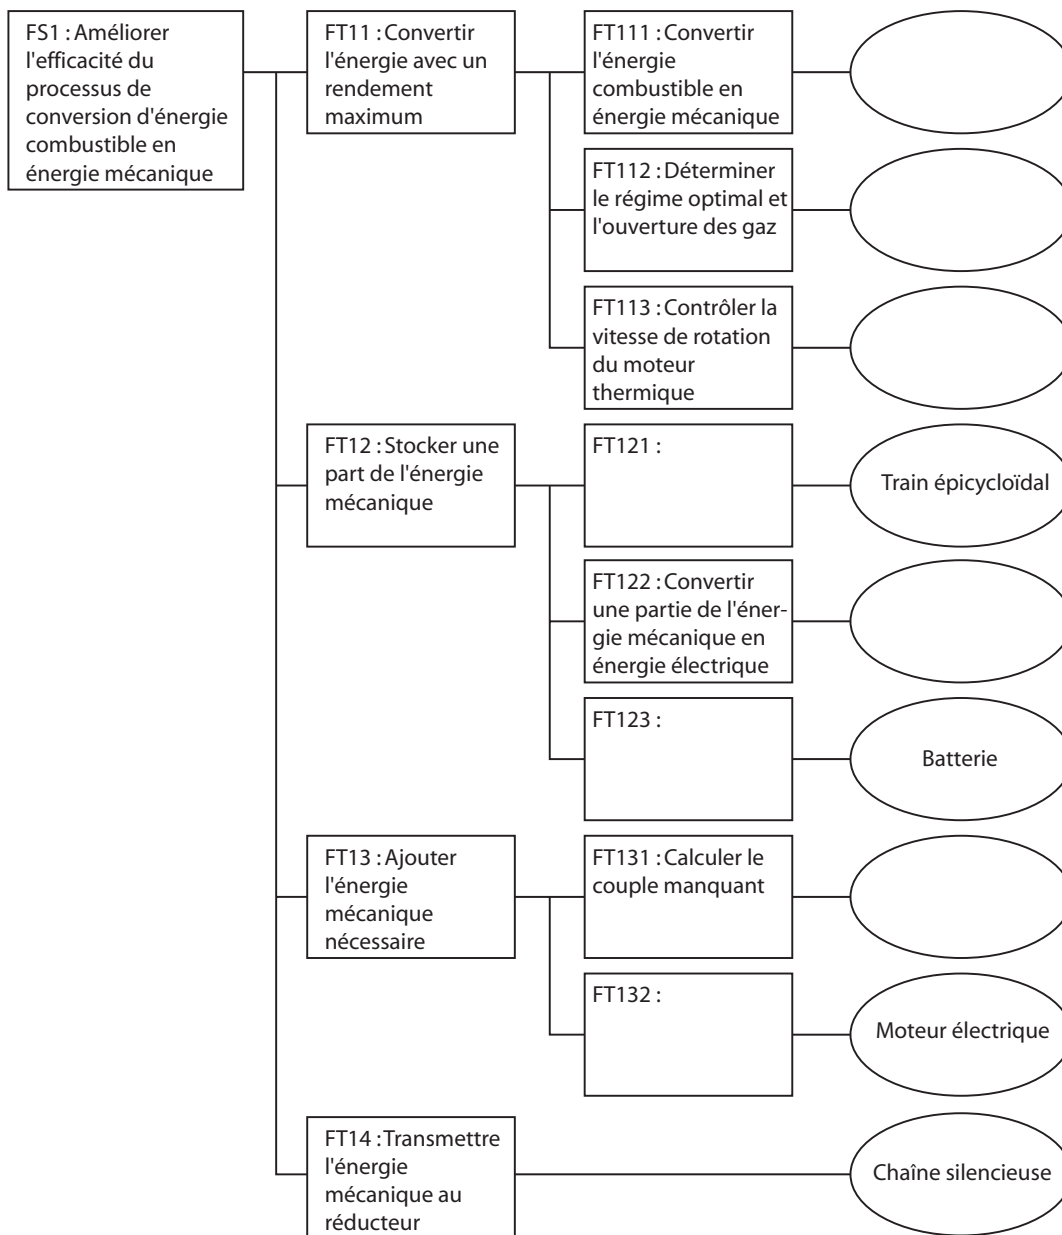 FS1 : Améliorer
l'efficacité du
processus de
conversion d'énergie
combustible en
énergie mécanique
FT11 : Convertir
l'énergie avec un
rendement
maximum
FT111 : Convertir
l'énergie
combustible en
énergie mécanique
FT112 : Déterminer
le régime optimal et
l'ouverture des gaz
FT113 : Contrôler la
vitesse de rotation
du moteur
thermique
FT12 : Stocker une
part de l'énergie
mécanique
FT121 :
Train épicycloïdal
FT122 : Convertir
une partie de l'éner-
gie mécanique en
énergie électrique
FT123 :
Batterie
FT13 : Ajouter
l'énergie
mécanique
nécessaire
FT131 : Calculer le
couple manquant
FT132 :
Moteur électrique
FT14 : Transmettre
l'énergie
mécanique au
réducteur
Chaîne silencieuse